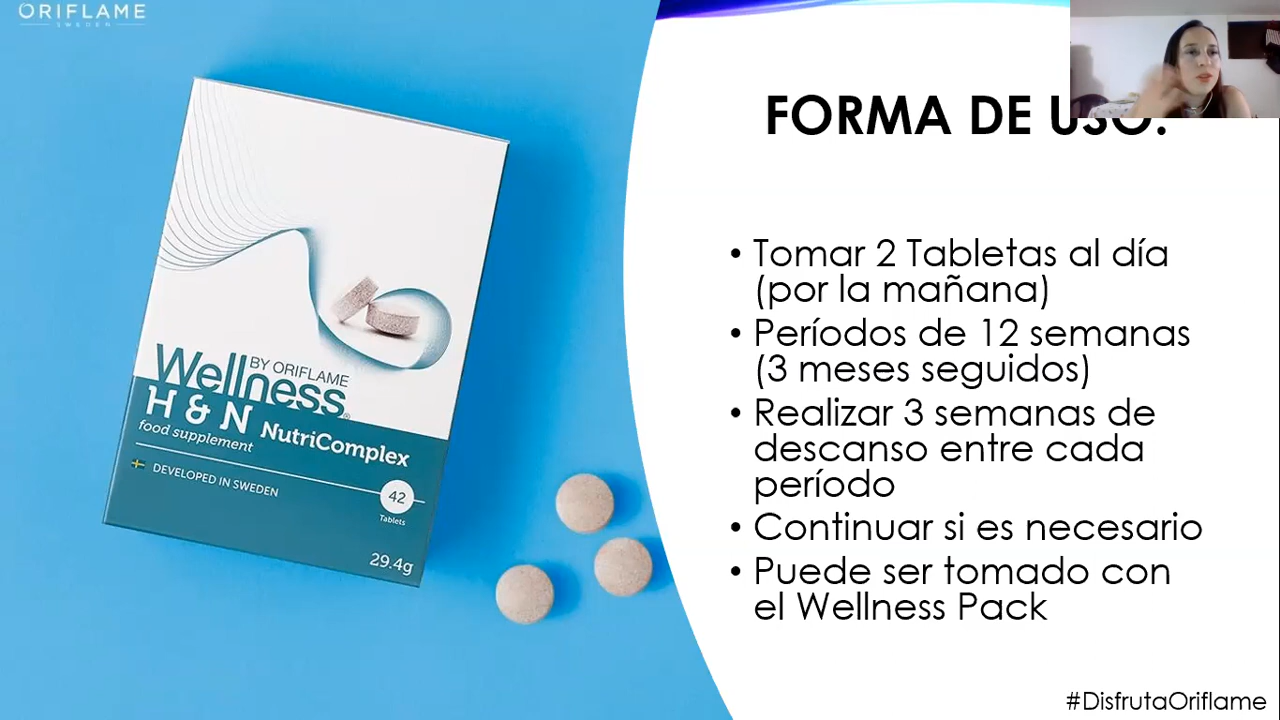 ORIFLAME
SWEDEN
FORMA DE USO:
• Tomar 2 Tabletas al día
(por la mañana)
• Períodos de 12 semanas
(3 meses seguidos)
• Realizar 3 semanas de
descanso entre cada
período
• Continuar si es necesario
• Puede ser tomado con
el Wellness Pack
Wellness BY ORIFLAME
H & N NutriComplex
food supplement
DEVELOPED IN SWEDEN
42
Tablets
29.4g
#DisfrutaOriflame